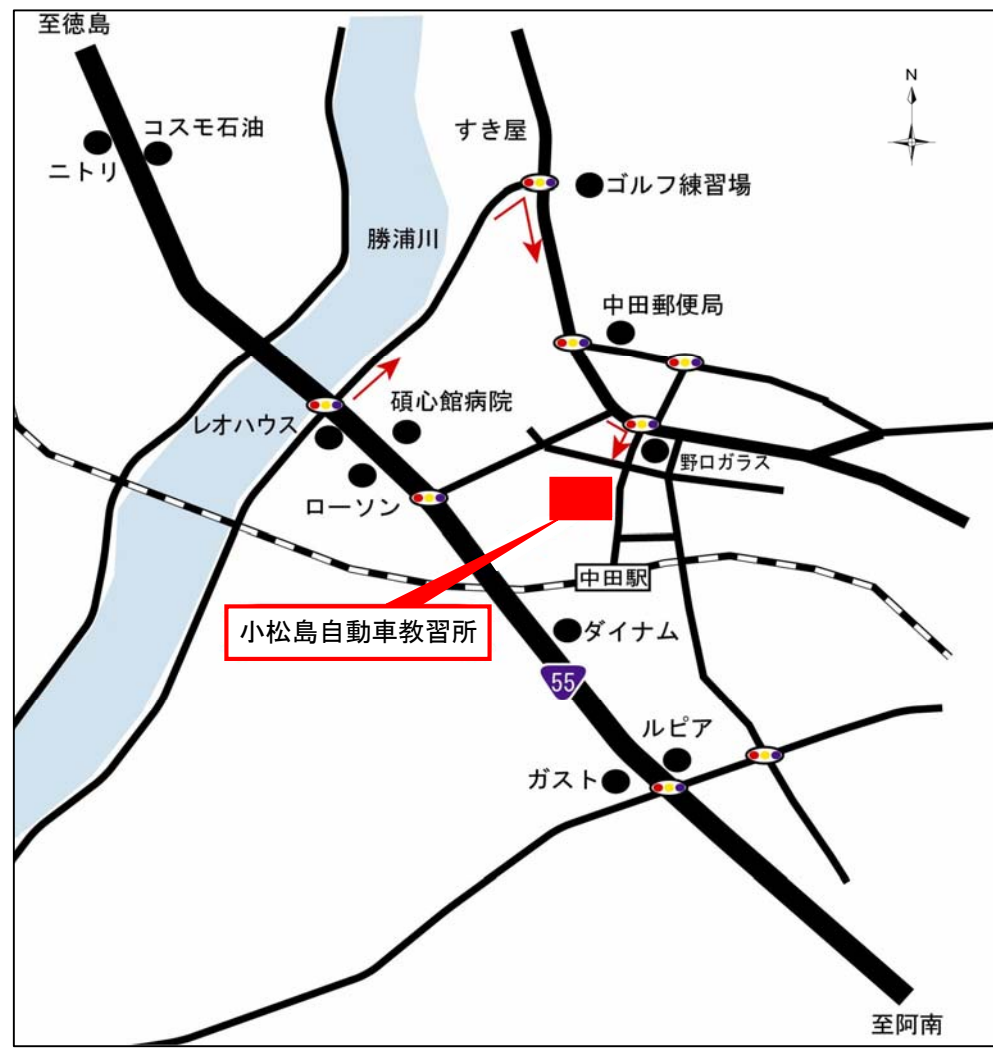 至徳島
N
コスモ石油
すき屋
ニトリ
ゴルフ練習場
勝浦川
中田郵便局
碩心館病院
レオハウス
野口ガラス
ローソン
中田駅
小松島自動車教習所
ダイナム
55
ルピア
ガスト
至阿南